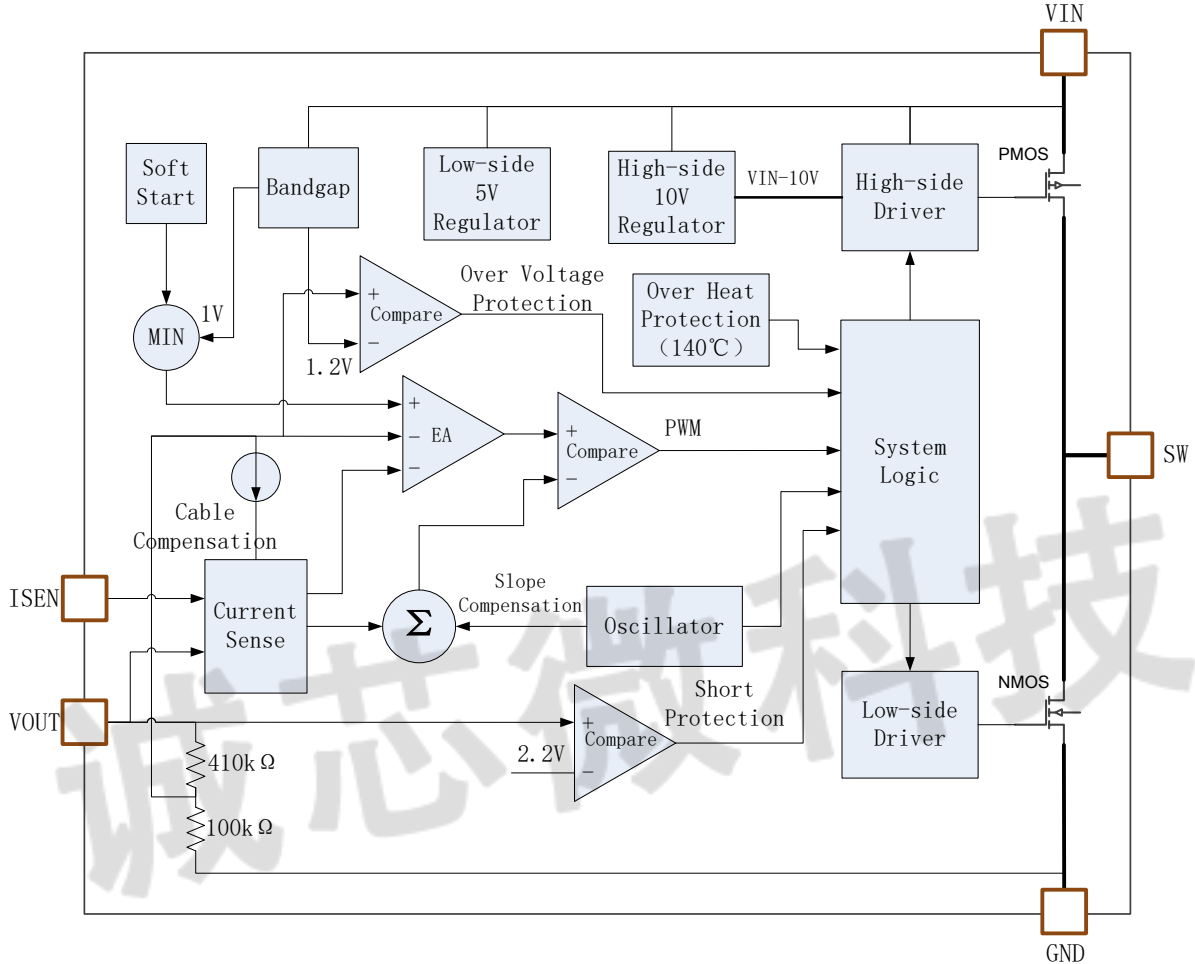 VIN
PMOS
Soft
Start
Bandgap
Low-side
5V
Regulator
High-side
10V
Regulator
VIN-10V
High-side
Driver
Over Voltage
Protection
Over Heat
Protection
（140℃）
MIN
1V
+
Compare
−
1.2V
+
− EA
−
+
Compare
−
PWM
System
Logic
SW
Cable
Compensation
ISEN
Current
Sense
Σ
Slope
Compensation
Oscillator
VOUT
410kΩ
100kΩ
2.2V
+
Compare
−
Short
Protection
Low-side
Driver
NMOS
GND
诚芯微科技